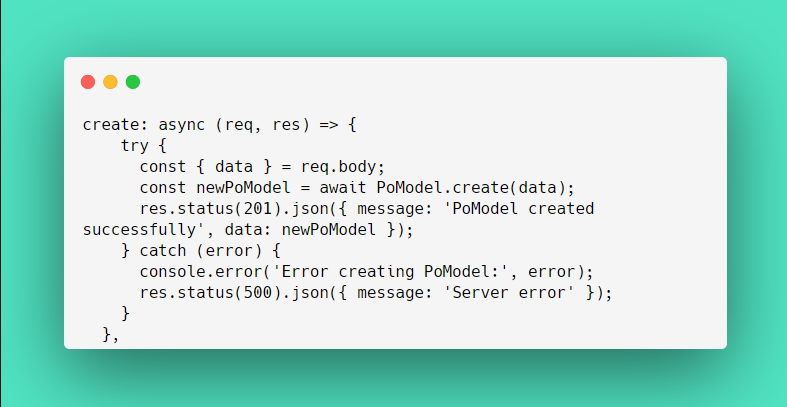 create: async (req, res) => {
    try {
      const { data } = req.body;
      const newPoModel = await PoModel.create(data);
      res.status(201).json({ message: 'PoModel created
successfully', data: newPoModel });
    } catch (error) {
      console.error('Error creating PoModel:', error);
      res.status(500).json({ message: 'Server error' });
    }
  },